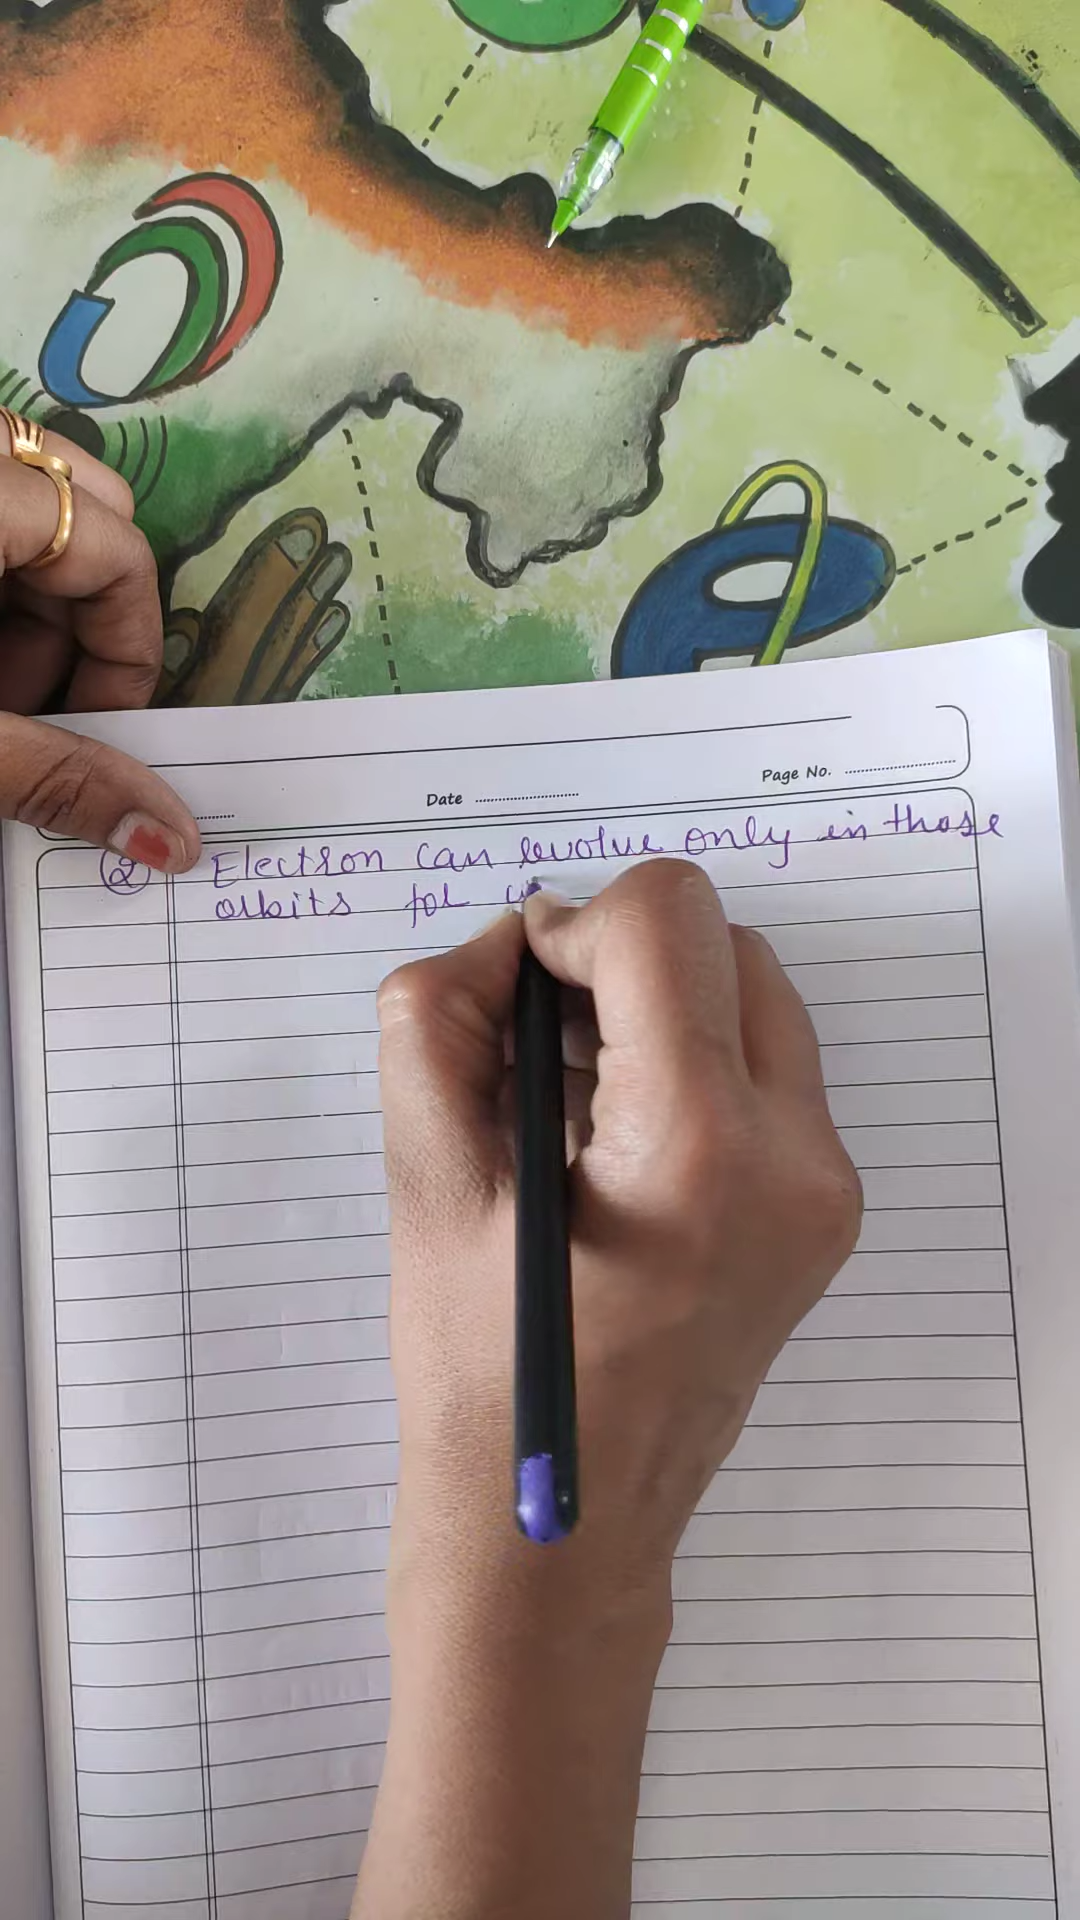 Date
Page No.
② Electron can revolve only in those
orbits for